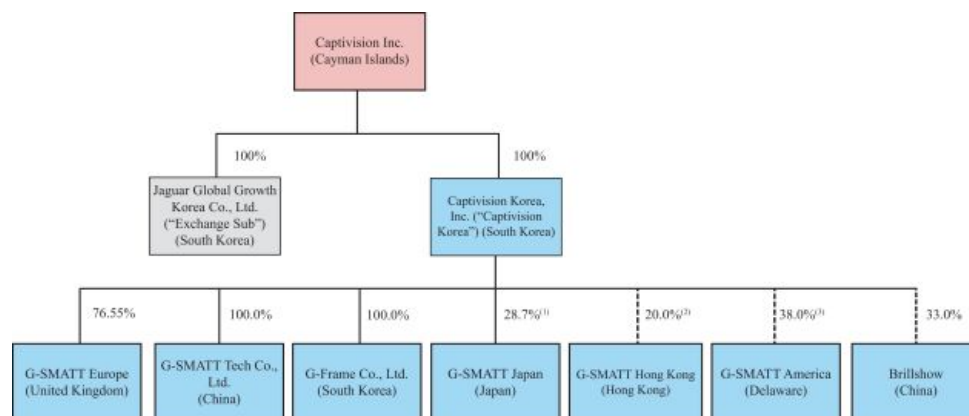 Captivision Inc.
(Cayman Islands)
100%
100%
Jaguar Global Growth
Korea Co., Ltd.
(“Exchange Sub”)
(South Korea)
Captivision Korea,
Inc. (“Captivision
Korea”) (South Korea)
76.55%
100.0%
100.0%
28.7%(1)
20.0%(2)
38.0%(3)
33.0%
G-SMATT Europe
(United Kingdom)
G-SMATT Tech Co.,
Ltd.
(China)
G-Frame Co., Ltd.
(South Korea)
G-SMATT Japan
(Japan)
G-SMATT Hong Kong
(Hong Kong)
G-SMATT America
(Delaware)
Brillshow
(China)